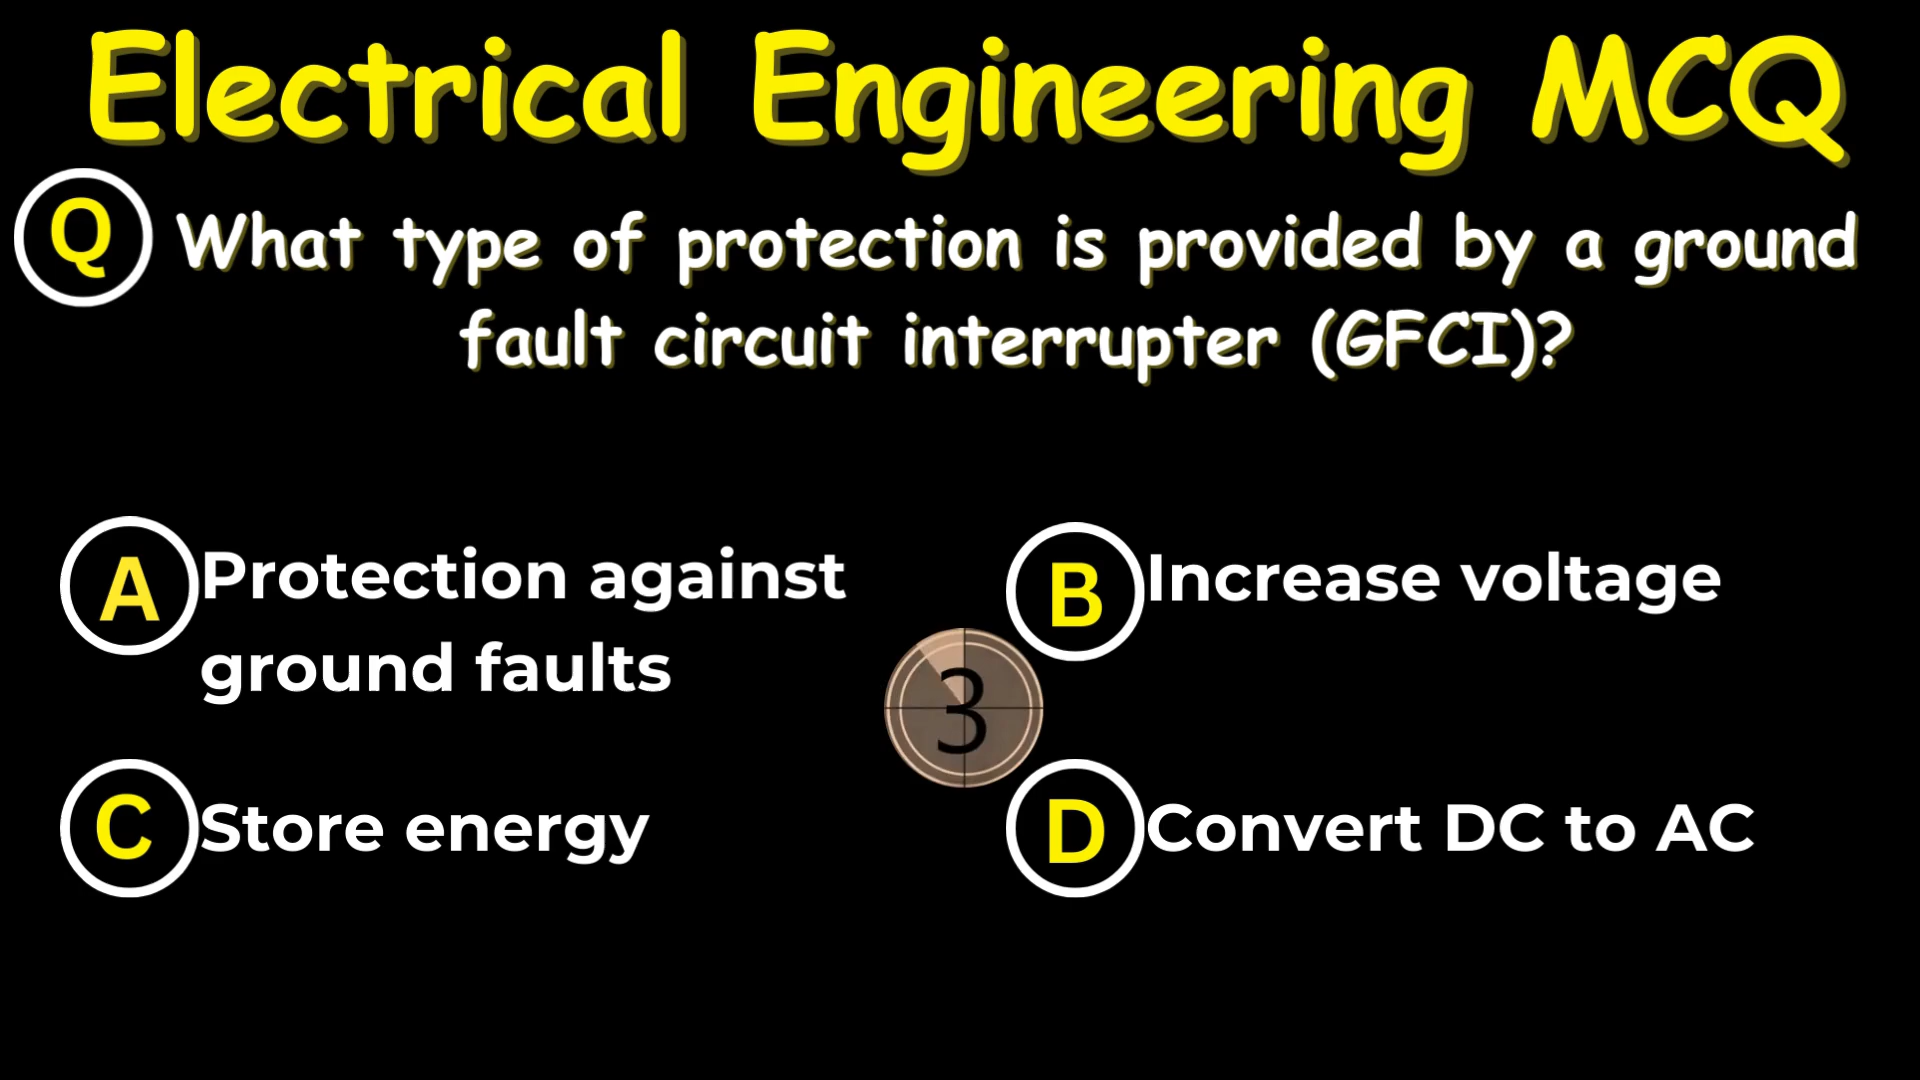 Electrical Engineering MCQ
Q What type of protection is provided by a ground
fault circuit interrupter (GFCI)?
A Protection against
ground faults
B Increase voltage
3
C Store energy
D Convert DC to AC